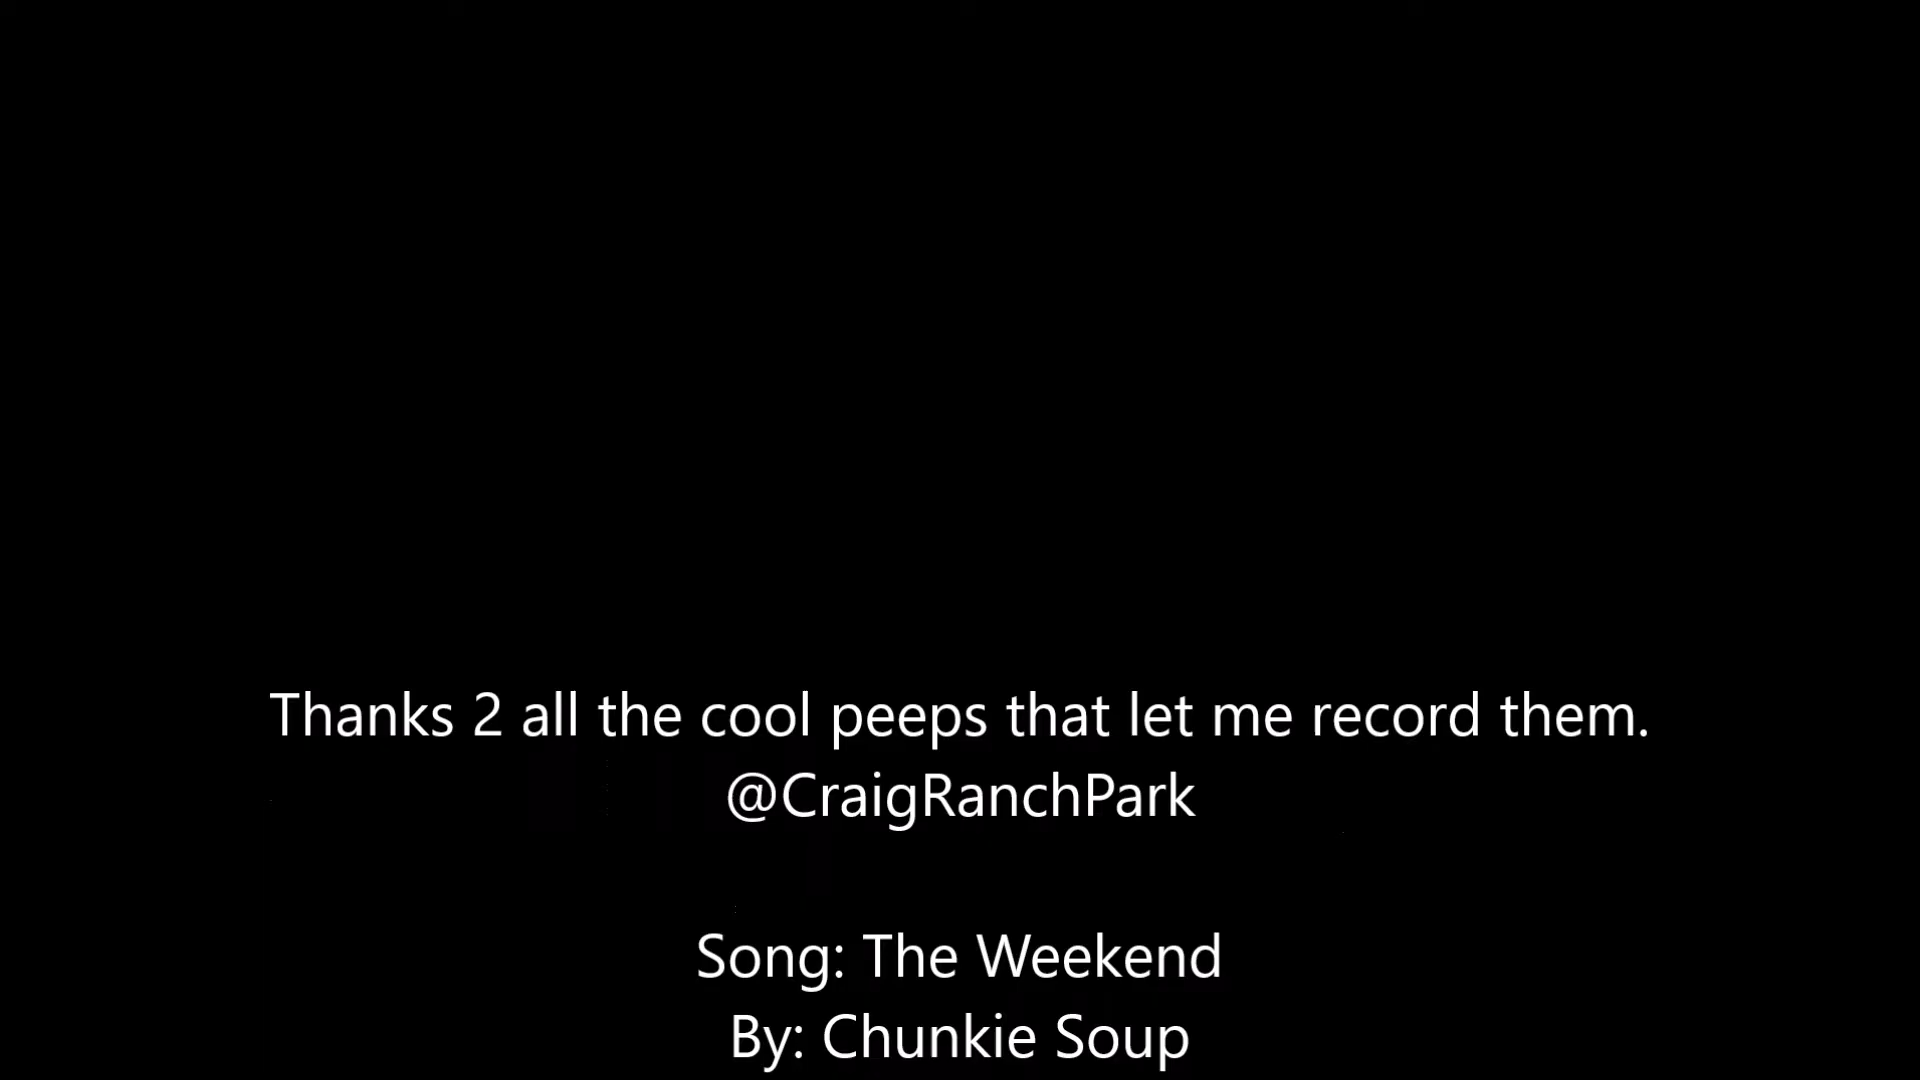 Thanks 2 all the cool peeps that let me record them.
@CraigRanchPark
Song: The Weekend
By: Chunkie Soup